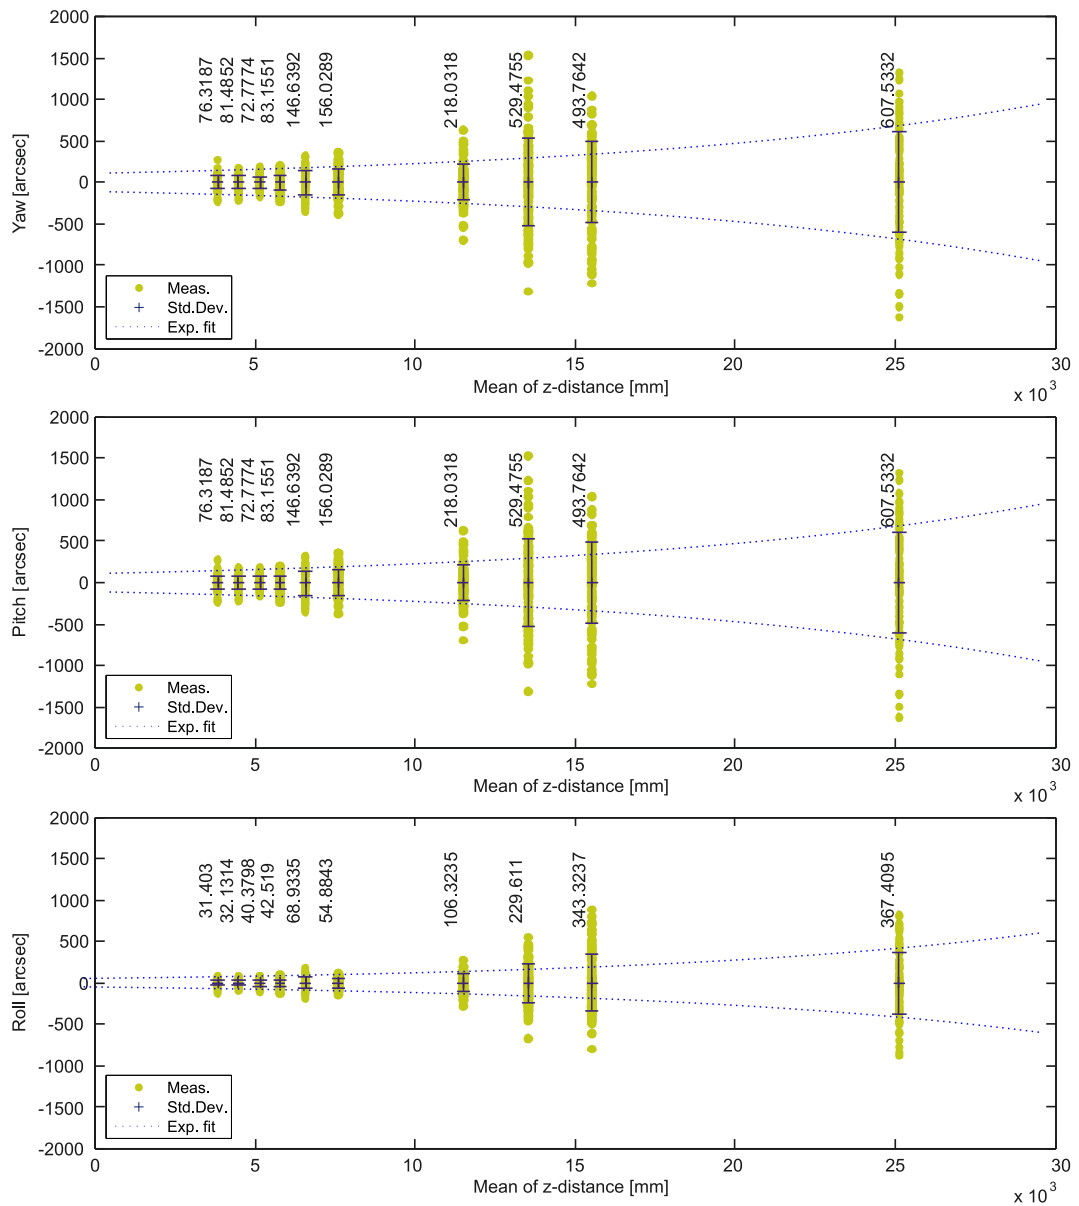 2000
1500
1000
500
0
-500
-1000
-1500
-2000
Yaw [arcsec]
76.3187
81.4852
72.7774
83.1551
146.6392
156.0289
218.0318
529.4755
493.7642
607.5332
Meas.
Std.Dev.
Exp. fit
0 5 10 15 20 25 30
Mean of z-distance [mm]
x 10³
2000
1500
1000
500
0
-500
-1000
-1500
-2000
Pitch [arcsec]
76.3187
81.4852
72.7774
83.1551
146.6392
156.0289
218.0318
529.4755
493.7642
607.5332
Meas.
Std.Dev.
Exp. fit
0 5 10 15 20 25 30
Mean of z-distance [mm]
x 10³
2000
1500
1000
500
0
-500
-1000
-1500
-2000
Roll [arcsec]
31.403
32.1314
40.3798
42.519
68.9335
54.8843
106.3235
229.611
343.3237
367.4095
Meas.
Std.Dev.
Exp. fit
0 5 10 15 20 25 30
Mean of z-distance [mm]
x 10³